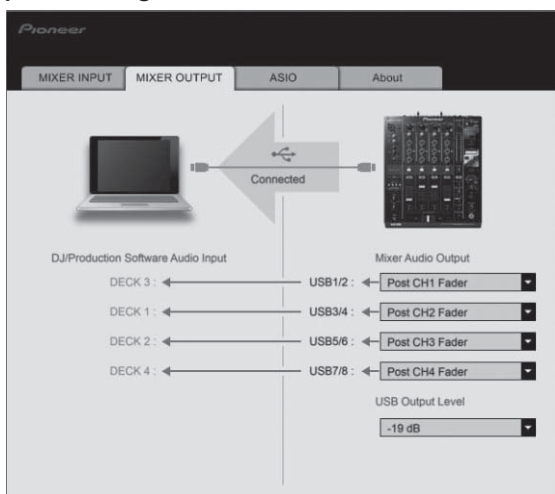 Pioneer
MIXER INPUT MIXER OUTPUT ASIO About
Connected
DJ/Production Software Audio Input Mixer Audio Output
DECK 3 : USB1/2 : Post CH1 Fader
DECK 1 : USB3/4 : Post CH2 Fader
DECK 2 : USB5/6 : Post CH3 Fader
DECK 4 : USB7/8 : Post CH4 Fader
USB Output Level
-19 dB